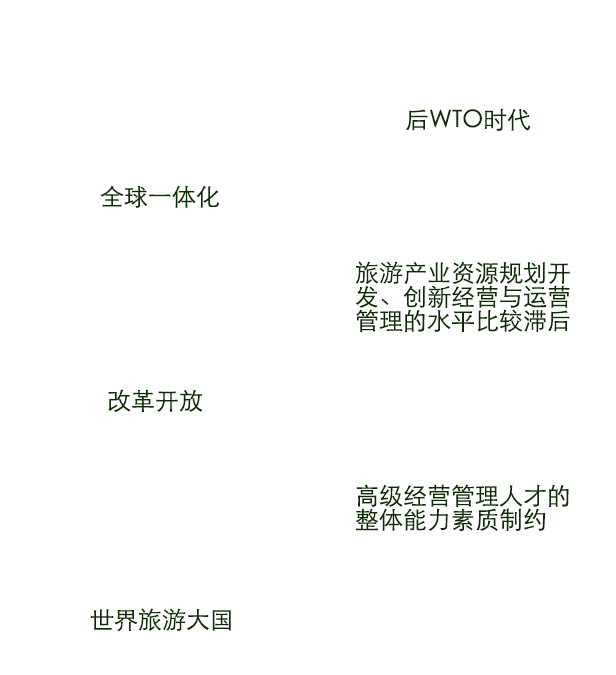 后WTO时代
全球一体化
旅游产业资源规划开
发、创新经营与运营
管理的水平比较滞后
改革开放
高级经营管理人才的
整体能力素质制约
世界旅游大国